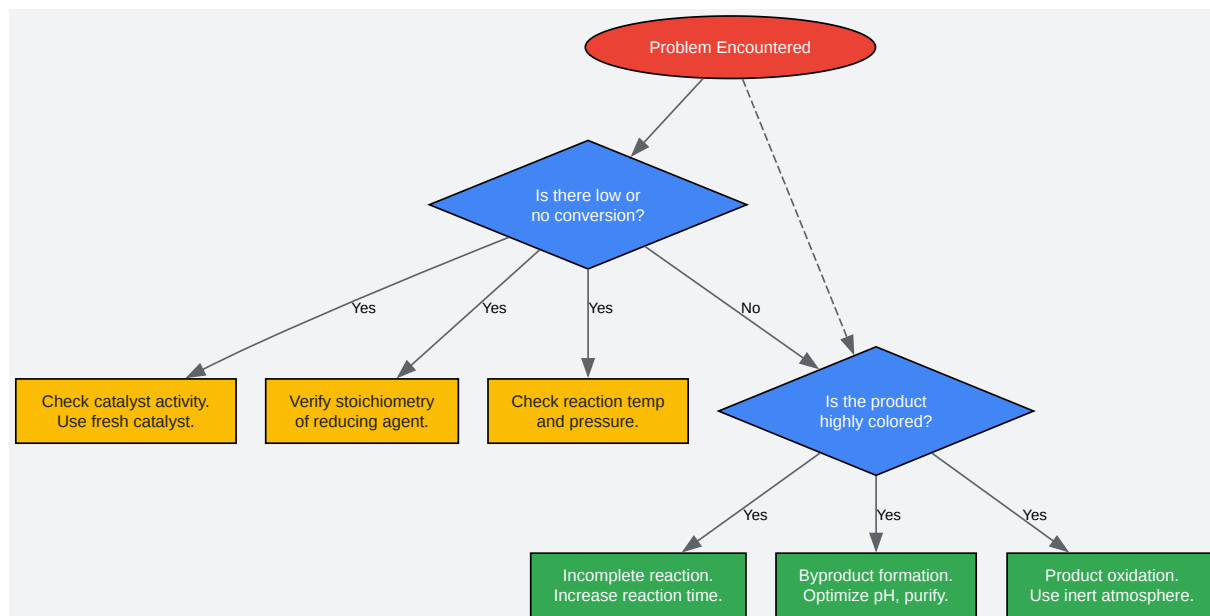 Problem Encountered
Is there low or
no conversion?
Yes
Yes
Yes
No
Check catalyst activity.
Use fresh catalyst.
Verify stoichiometry
of reducing agent.
Check reaction temp
and pressure.
Is the product
highly colored?
Yes
Yes
Yes
Incomplete reaction.
Increase reaction time.
Byproduct formation.
Optimize pH, purify.
Product oxidation.
Use inert atmosphere.